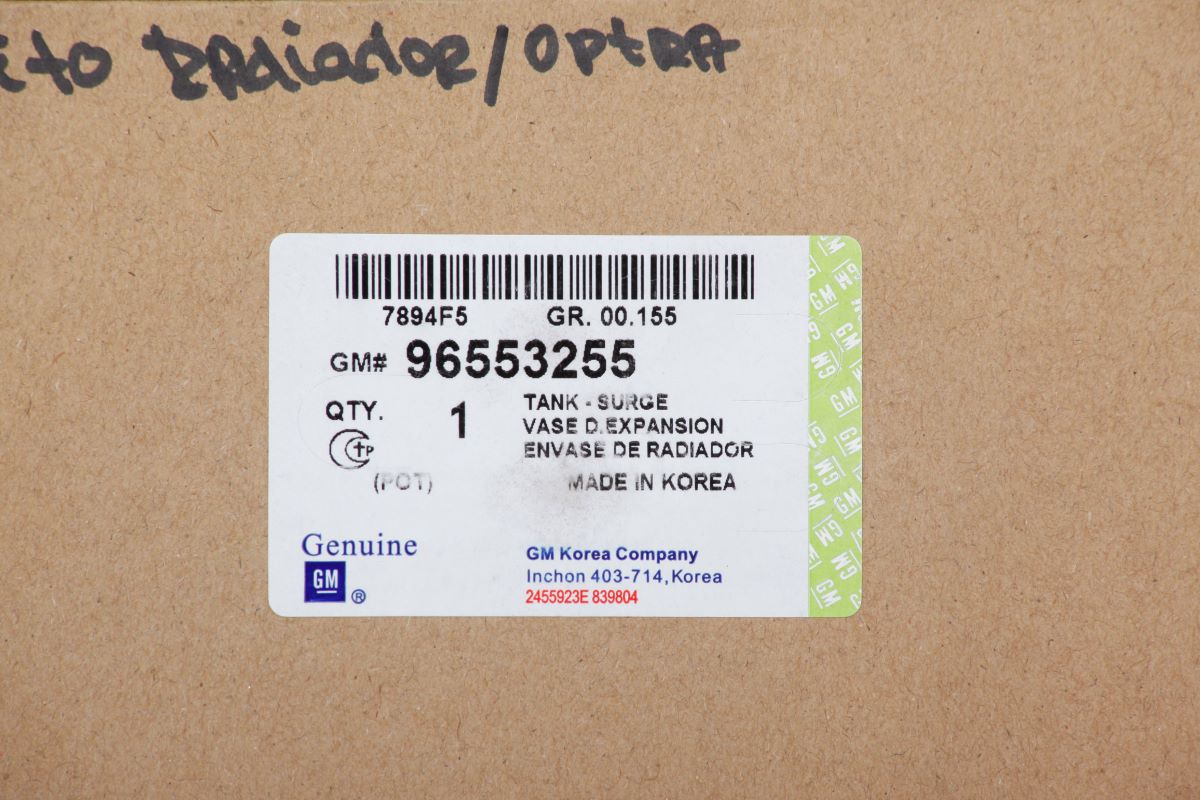 ito RAdiador/OptRA
7894F5 GR. 00.155
GM# 96553255
QTY. 1 TANK - SURGE
VASE D.EXPANSION
ENVASE DE RADIADOR
(PCT) MADE IN KOREA
Genuine
GM ®
GM Korea Company
Inchon 403-714,Korea
2455923E 839804